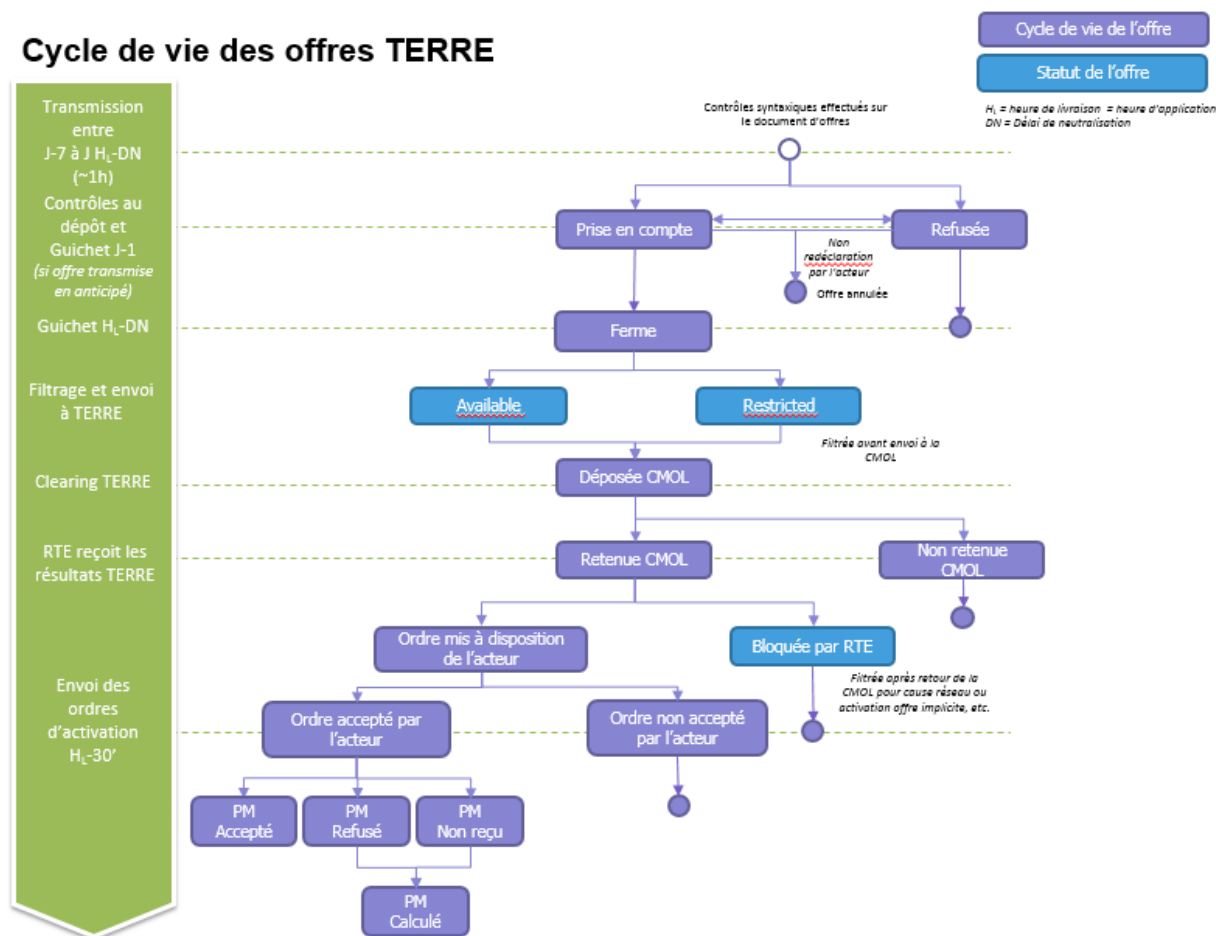 Cycle de vie des offres TERRE
Cycle de vie de l'offre
Statut de l'offre
H_L = heure de livraison = heure d'application
DN = Délai de neutralisation
Transmission
entre
J-7 à J H_L-DN
(~1h)
Contrôles syntaxiques effectués sur
le document d'offres
Contrôles au
dépôt et
Guichet J-1
(si offre transmise
en anticipé)
Prise en compte
Refusée
Non
redéclaration
par l'acteur
Offre annulée
Guichet H_L-DN
Ferme
Filtrage et envoi
à TERRE
Available
Restricted
Filtrée avant envoi à la
CMOL
Clearing TERRE
Déposée CMOL
RTE reçoit les
résultats TERRE
Retenue CMOL
Non retenue
CMOL
Ordre mis à disposition
de l'acteur
Bloquée par RTE
Filtrée après retour de la
CMOL pour cause réseau ou
activation offre implicite, etc.
Envoi des
ordres
d'activation
H_L-30'
Ordre accepté par
l'acteur
Ordre non accepté
par l'acteur
PM
Accepté
PM
Refusé
PM
Non reçu
PM
Calculé